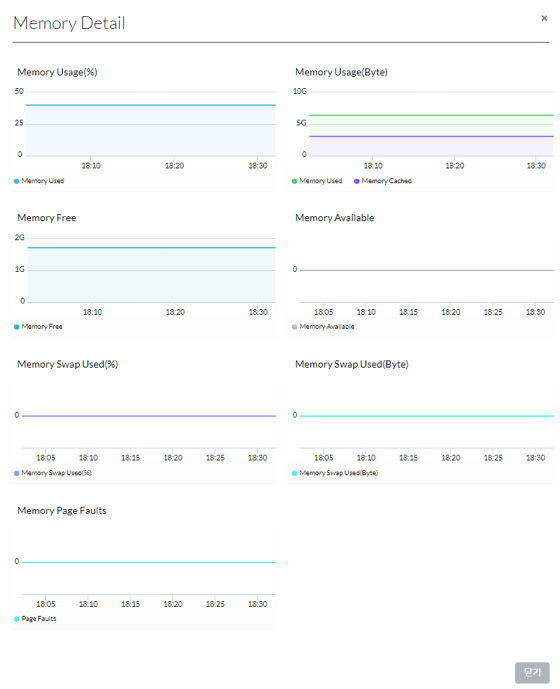 Memory Detail
×
Memory Usage(%)
50
25
0
18:10 18:20 18:30
Memory Used
Memory Usage(Byte)
10G
5G
0
18:10 18:20 18:30
Memory Used Memory Cached
Memory Free
2G
1G
0
18:10 18:20 18:30
Memory Free
Memory Available
0
18:05 18:10 18:15 18:20 18:25 18:30
Memory Available
Memory Swap Used(%)
0
18:05 18:10 18:15 18:20 18:25 18:30
Memory Swap Used(%)
Memory Swap Used(Byte)
0
18:05 18:10 18:15 18:20 18:25 18:30
Memory Swap Used(Byte)
Memory Page Faults
0
18:05 18:10 18:15 18:20 18:25 18:30
Page Faults
닫기